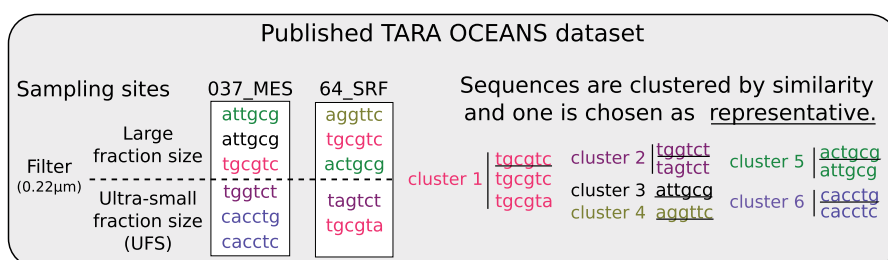 Published TARA OCEANS dataset
Sampling sites
037_MES
64_SRF
Large
fraction size
Filter
(0.22µm)
Ultra-small
fraction size
(UFS)
attgcg
attgcg
tgcgtc
tggtct
cacctg
cacctc
aggttc
tgcgtc
actgcg
tagtct
tgcgta
Sequences are clustered by similarity
and one is chosen as representative.
cluster 1
tgcgtc
tgcgtc
tgcgta
cluster 2
tggtct
tagtct
cluster 3 attgcg
cluster 4 aggttc
cluster 5
actgcg
attgcg
cluster 6
cacctg
cacctc